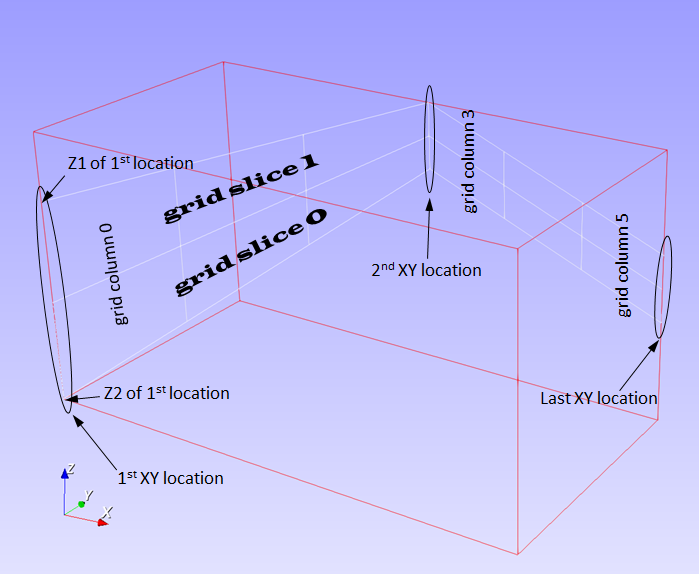 Z1 of 1st location
grid slice 1
grid column 3
grid slice 0
grid column 0
grid column 5
2nd XY location
Z2 of 1st location
Last XY location
1st XY location
Z
Y
X